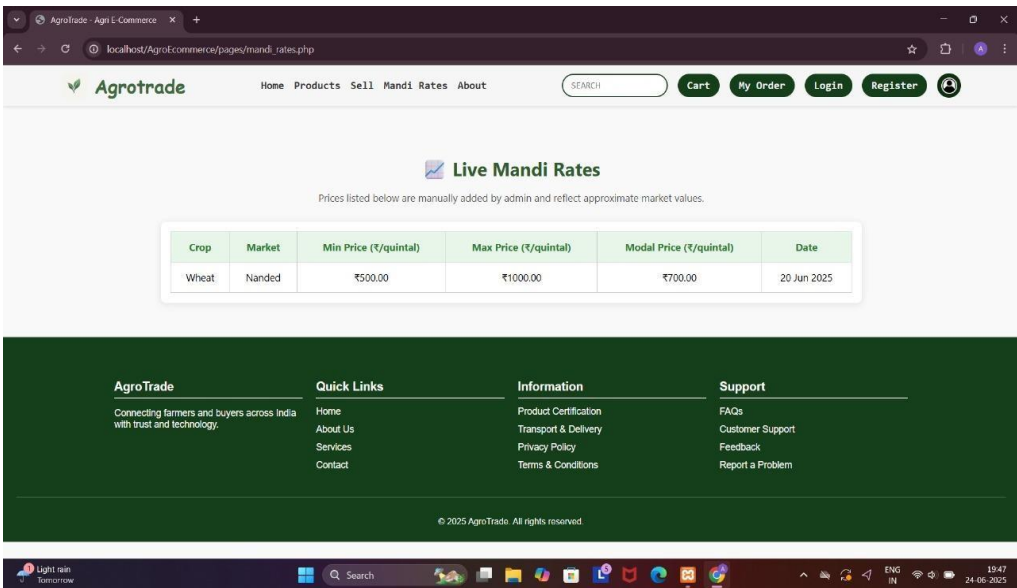 AgroTrade - Agri E-Commerce
localhost/AgroEcommerce/pages/mandi_rates.php
A
Agrotrade
Home Products Sell Mandi Rates About
SEARCH
Cart
My Order
Login
Register
Live Mandi Rates
Prices listed below are manually added by admin and reflect approximate market values.
Crop Market Min Price (₹/quintal) Max Price (₹/quintal) Modal Price (₹/quintal) Date
Wheat Nanded ₹500.00 ₹1000.00 ₹700.00 20 Jun 2025
AgroTrade
Connecting farmers and buyers across India
with trust and technology.
Quick Links
Home
About Us
Services
Contact
Information
Product Certification
Transport & Delivery
Privacy Policy
Terms & Conditions
Support
FAQs
Customer Support
Feedback
Report a Problem
© 2025 AgroTrade. All rights reserved.
1
Light rain
Tomorrow
Search
ENG
IN
19:47
24-06-2025